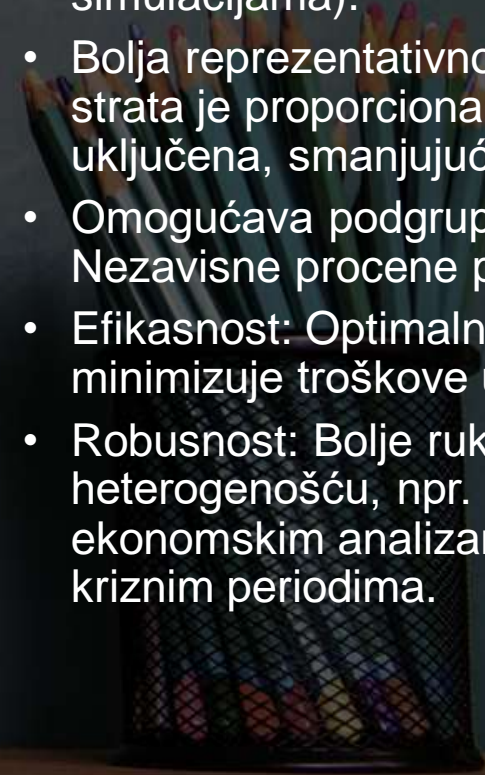 simulacijama).
• Bolja reprezentativno
strata je proporciona
uključena, smanjujuć
• Omogućava podgrup
Nezavisne procene p
• Efikasnost: Optimaln
minimizuje troškove u
• Robusnost: Bolje ruk
heterogenošću, npr.
ekonomskim analizar
kriznim periodima.